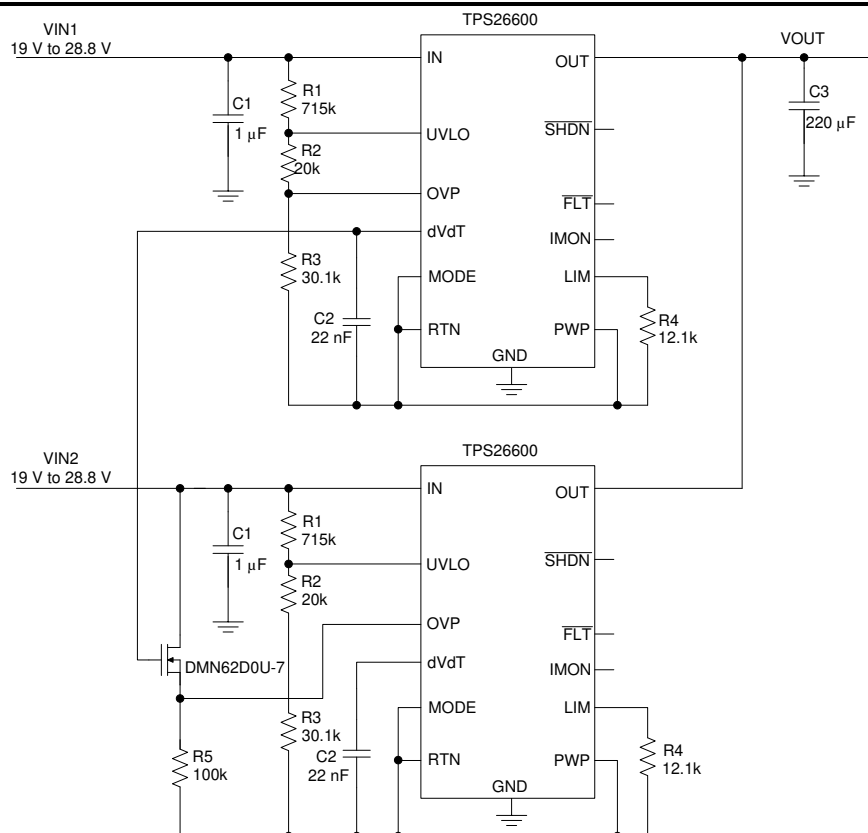 TPS26600
VIN1
19 V to 28.8 V
VOUT
IN
OUT
R1
715k
C1
1 μF
C3
220 μF
UVLO
SHDN
R2
20k
OVP
FLT
dVdT
IMON
R3
30.1k
MODE
LIM
C2
22 nF
RTN
PWP
R4
12.1k
GND
TPS26600
VIN2
19 V to 28.8 V
IN
OUT
R1
715k
C1
1 μF
UVLO
SHDN
R2
20k
OVP
FLT
dVdT
IMON
DMN62D0U-7
MODE
LIM
R3
30.1k
R5
100k
C2
22 nF
RTN
PWP
R4
12.1k
GND